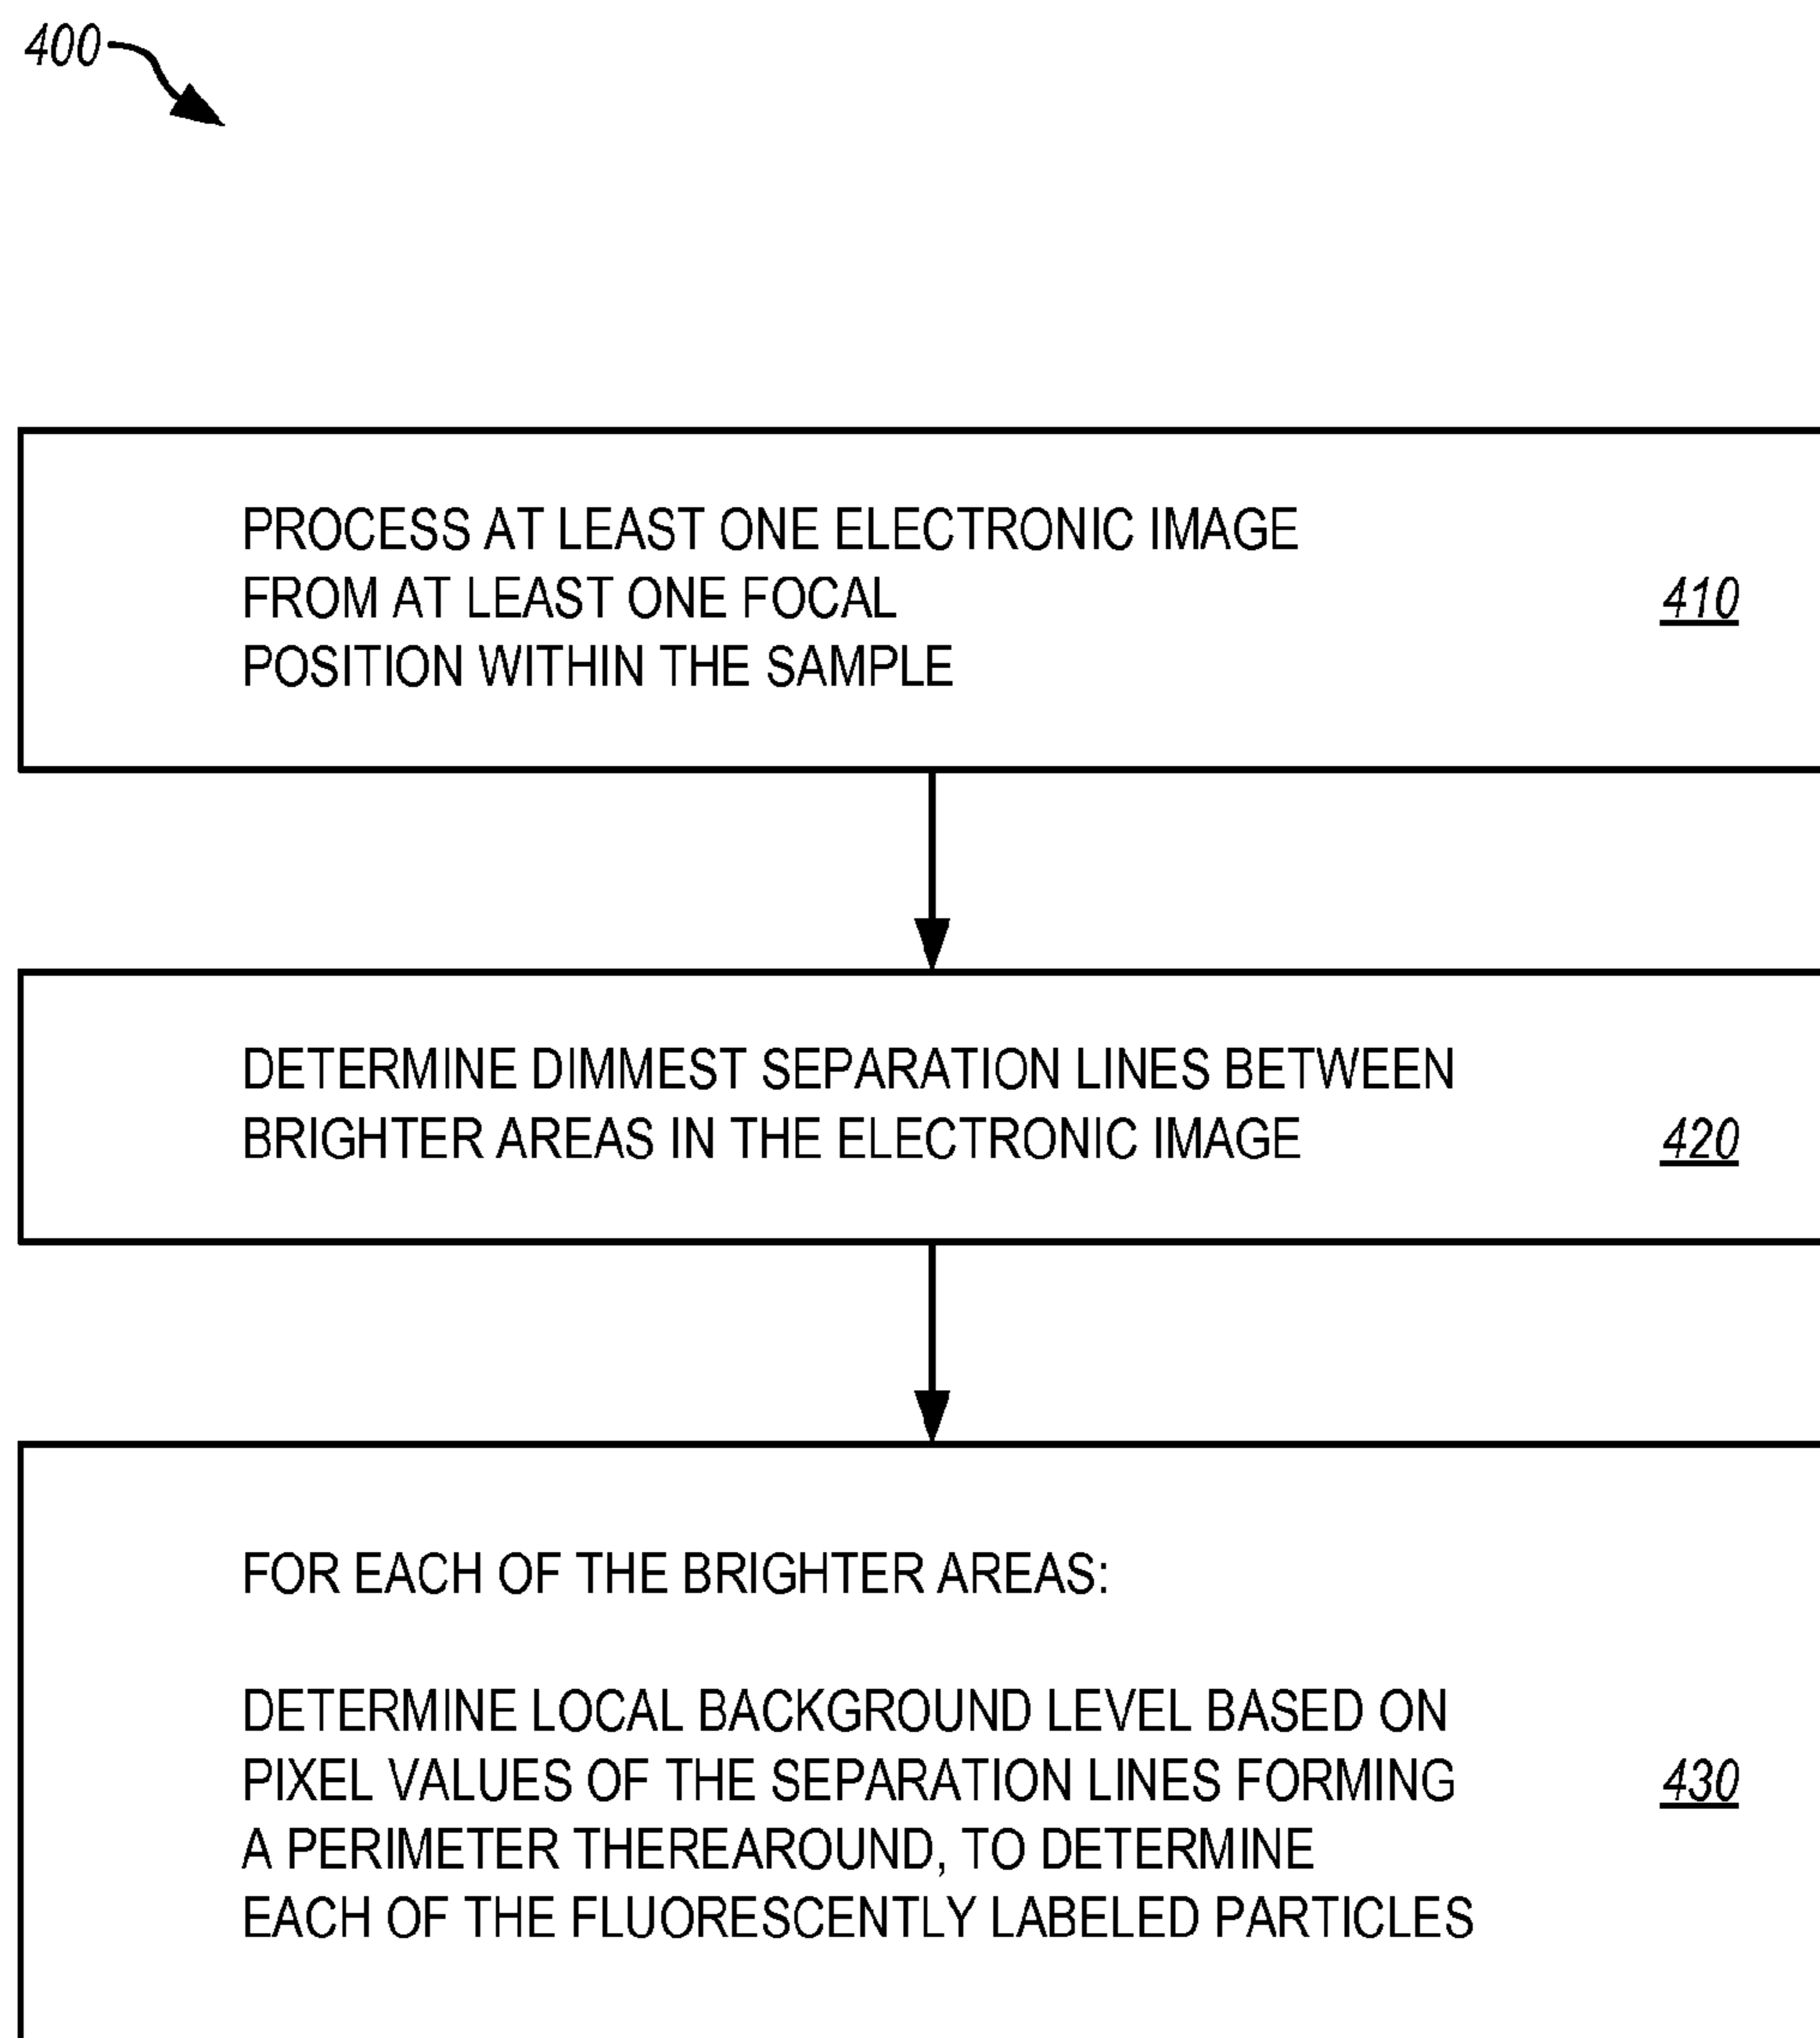 400
PROCESS AT LEAST ONE ELECTRONIC IMAGE
FROM AT LEAST ONE FOCAL
POSITION WITHIN THE SAMPLE
410
DETERMINE DIMMEST SEPARATION LINES BETWEEN
BRIGHTER AREAS IN THE ELECTRONIC IMAGE
420
FOR EACH OF THE BRIGHTER AREAS:
DETERMINE LOCAL BACKGROUND LEVEL BASED ON
PIXEL VALUES OF THE SEPARATION LINES FORMING
A PERIMETER THEREAROUND, TO DETERMINE
EACH OF THE FLUORESCENTLY LABELED PARTICLES
430